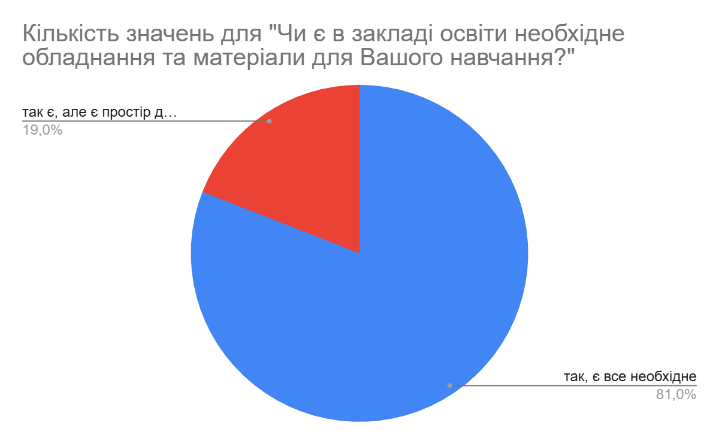 Кількість значень для "Чи є в закладі освіти необхідне
обладнання та матеріали для Вашого навчання?"
так є, але є простір д…
19,0%
так, є все необхідне
81,0%